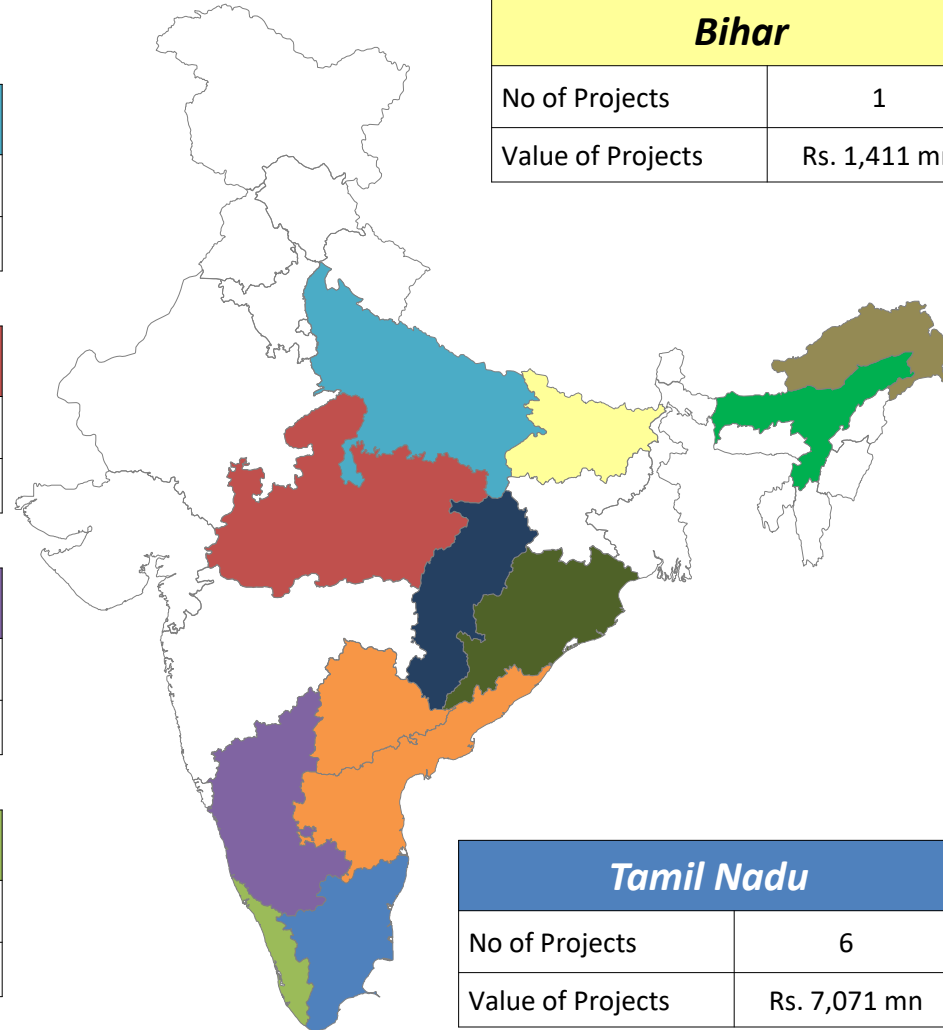 Bihar
No of Projects 1
Value of Projects Rs. 1,411 mn
Tamil Nadu
No of Projects 6
Value of Projects Rs. 7,071 mn